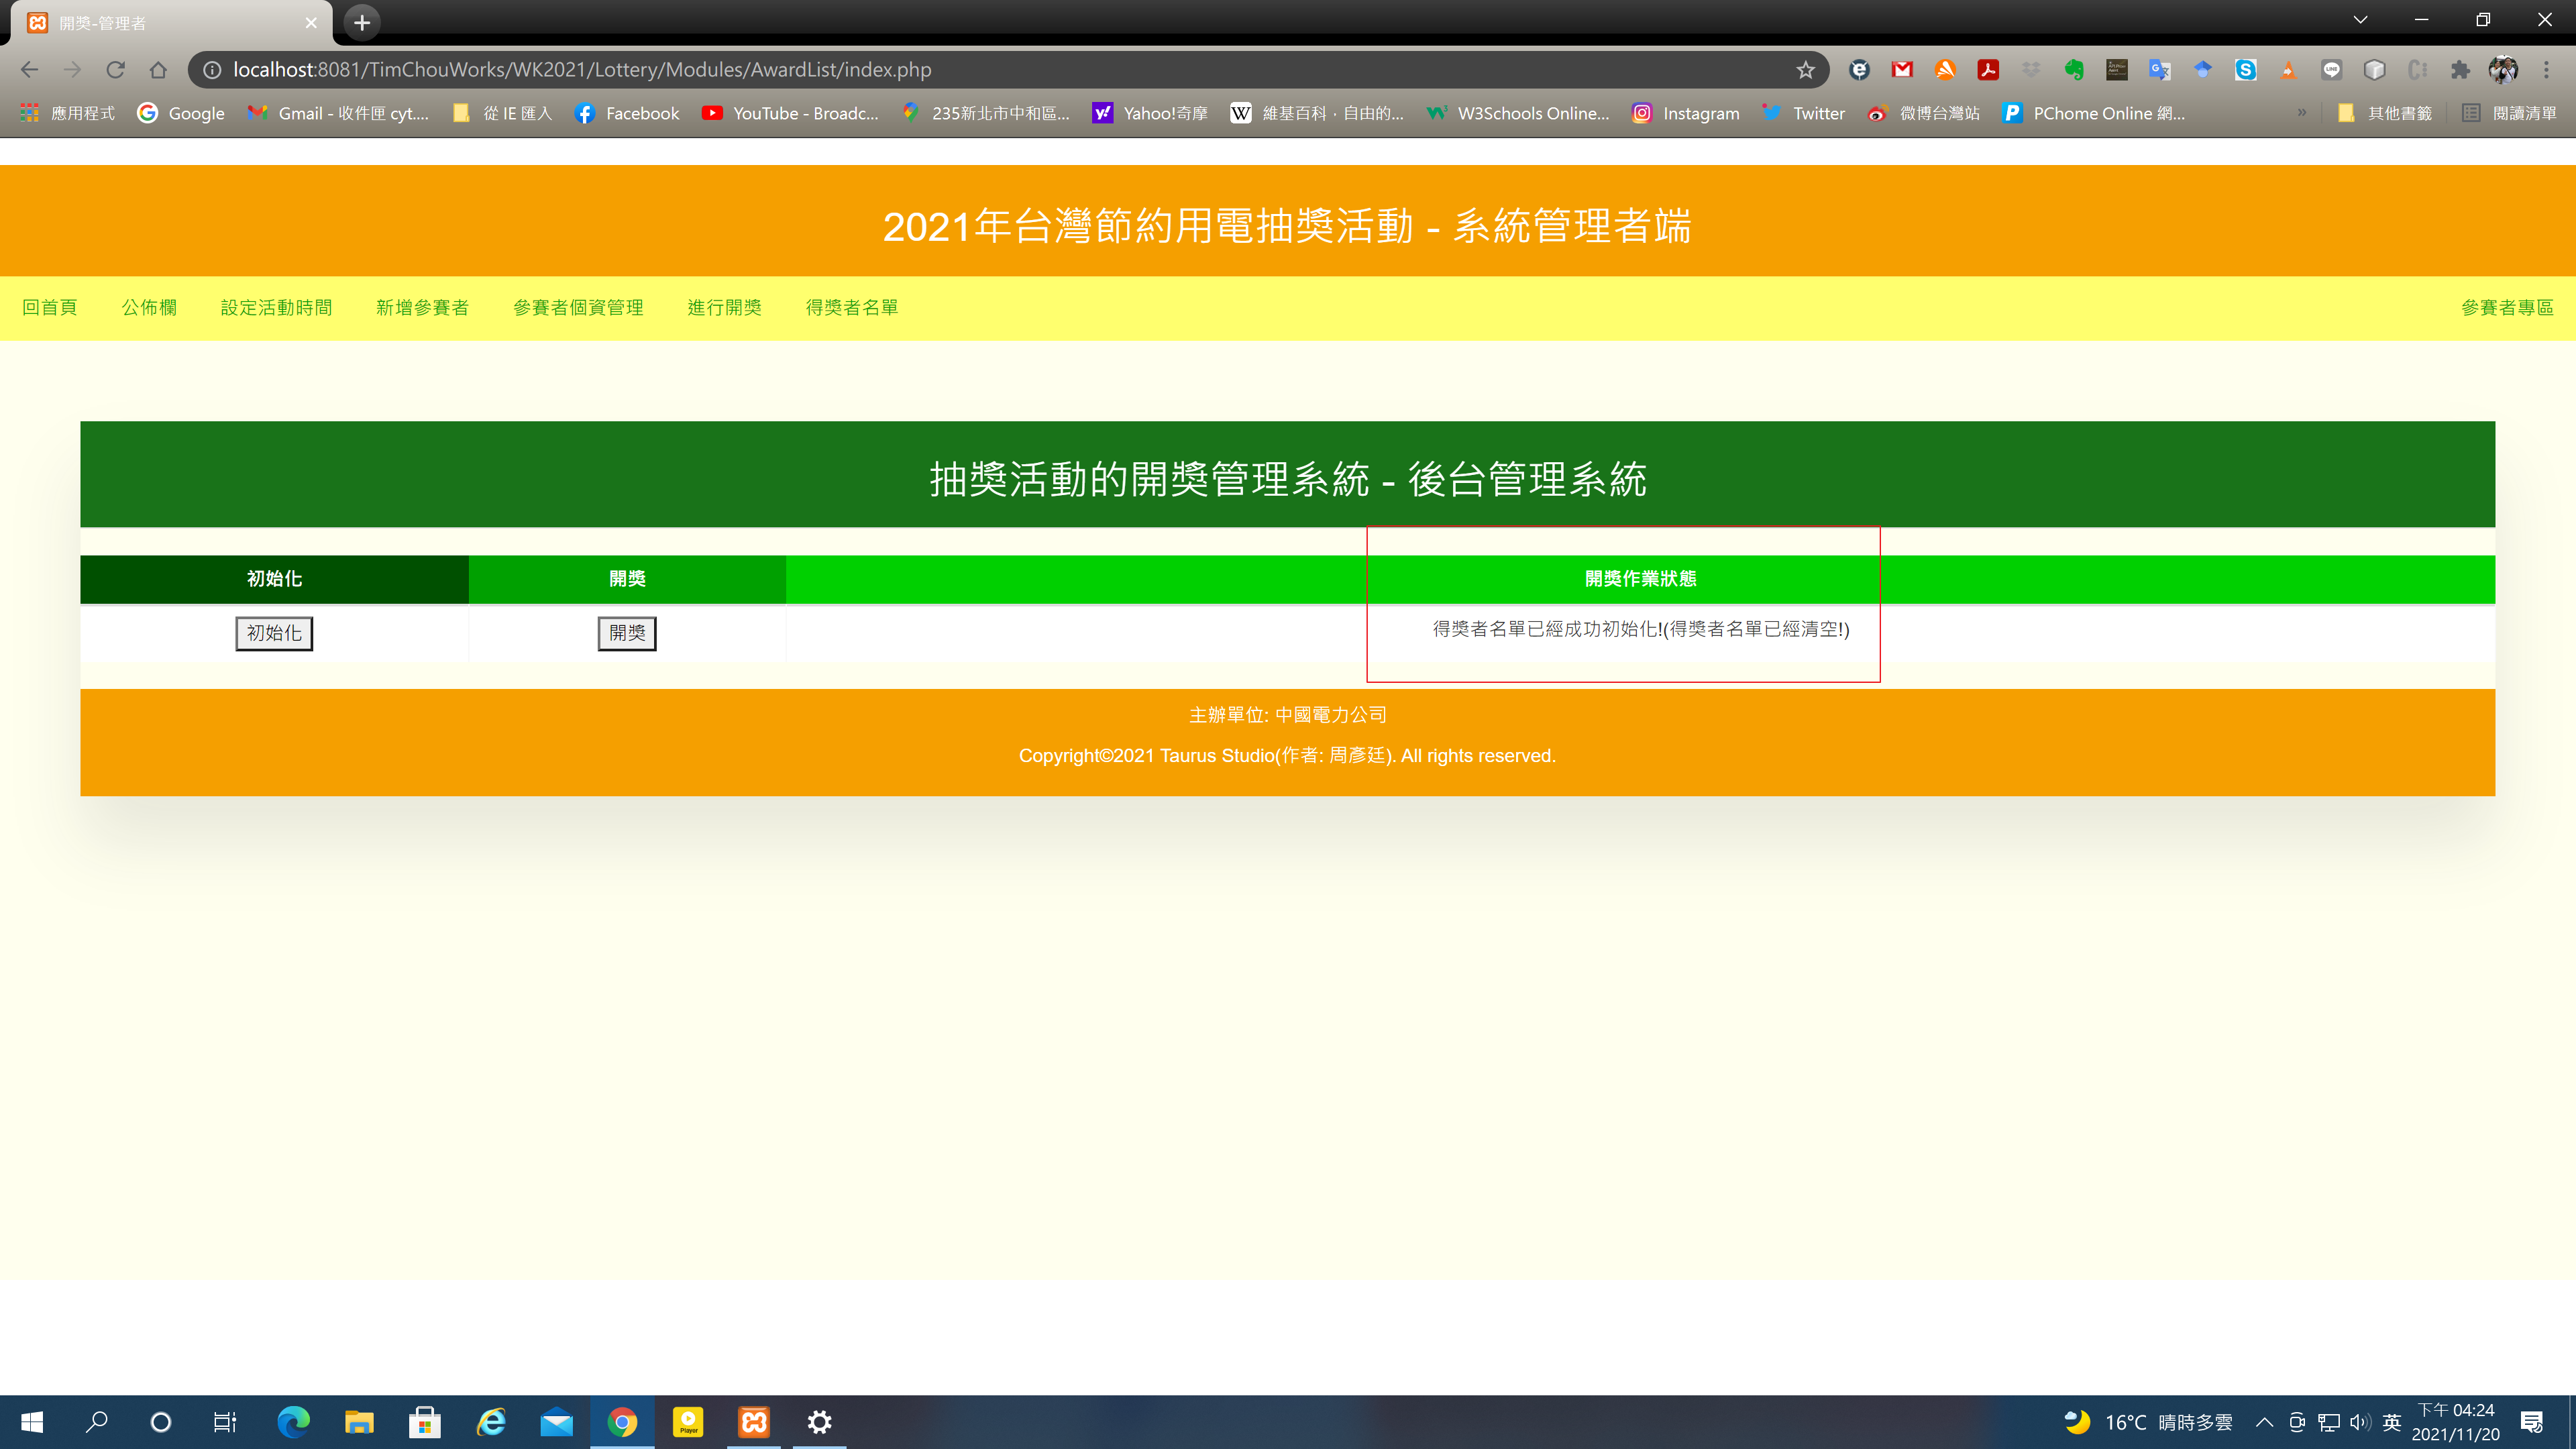 開獎-管理者
localhost:8081/TimChouWorks/WK2021/Lottery/Modules/AwardList/index.php
應用程式 Google Gmail - 收件匣 cyt.... 從 IE 匯入 Facebook YouTube - Broadc... 235新北市中和區... Yahoo!奇摩 維基百科，自由的... W3Schools Online... Instagram Twitter 微博台灣站 PChome Online 網... » 其他書籤 閱讀清單
2021年台灣節約用電抽獎活動 - 系統管理者端
回首頁 公佈欄 設定活動時間 新增參賽者 參賽者個資管理 進行開獎 得獎者名單 參賽者專區
抽獎活動的開獎管理系統 - 後台管理系統
初始化 開獎 開獎作業狀態
初始化 開獎 得獎者名單已經成功初始化!(得獎者名單已經清空!)
主辦單位: 中國電力公司
Copyright©2021 Taurus Studio(作者: 周彥廷). All rights reserved.
Player
16°C 晴時多雲 英 下午 04:24
2021/11/20